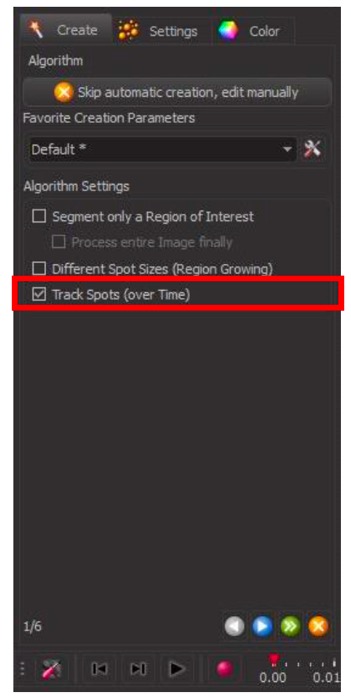 Create Settings Color
Algorithm
Skip automatic creation, edit manually
Favorite Creation Parameters
Default *
Algorithm Settings
Segment only a Region of Interest
Process entire Image finally
Different Spot Sizes (Region Growing)
Track Spots (over Time)
1/6
0.00 0.01